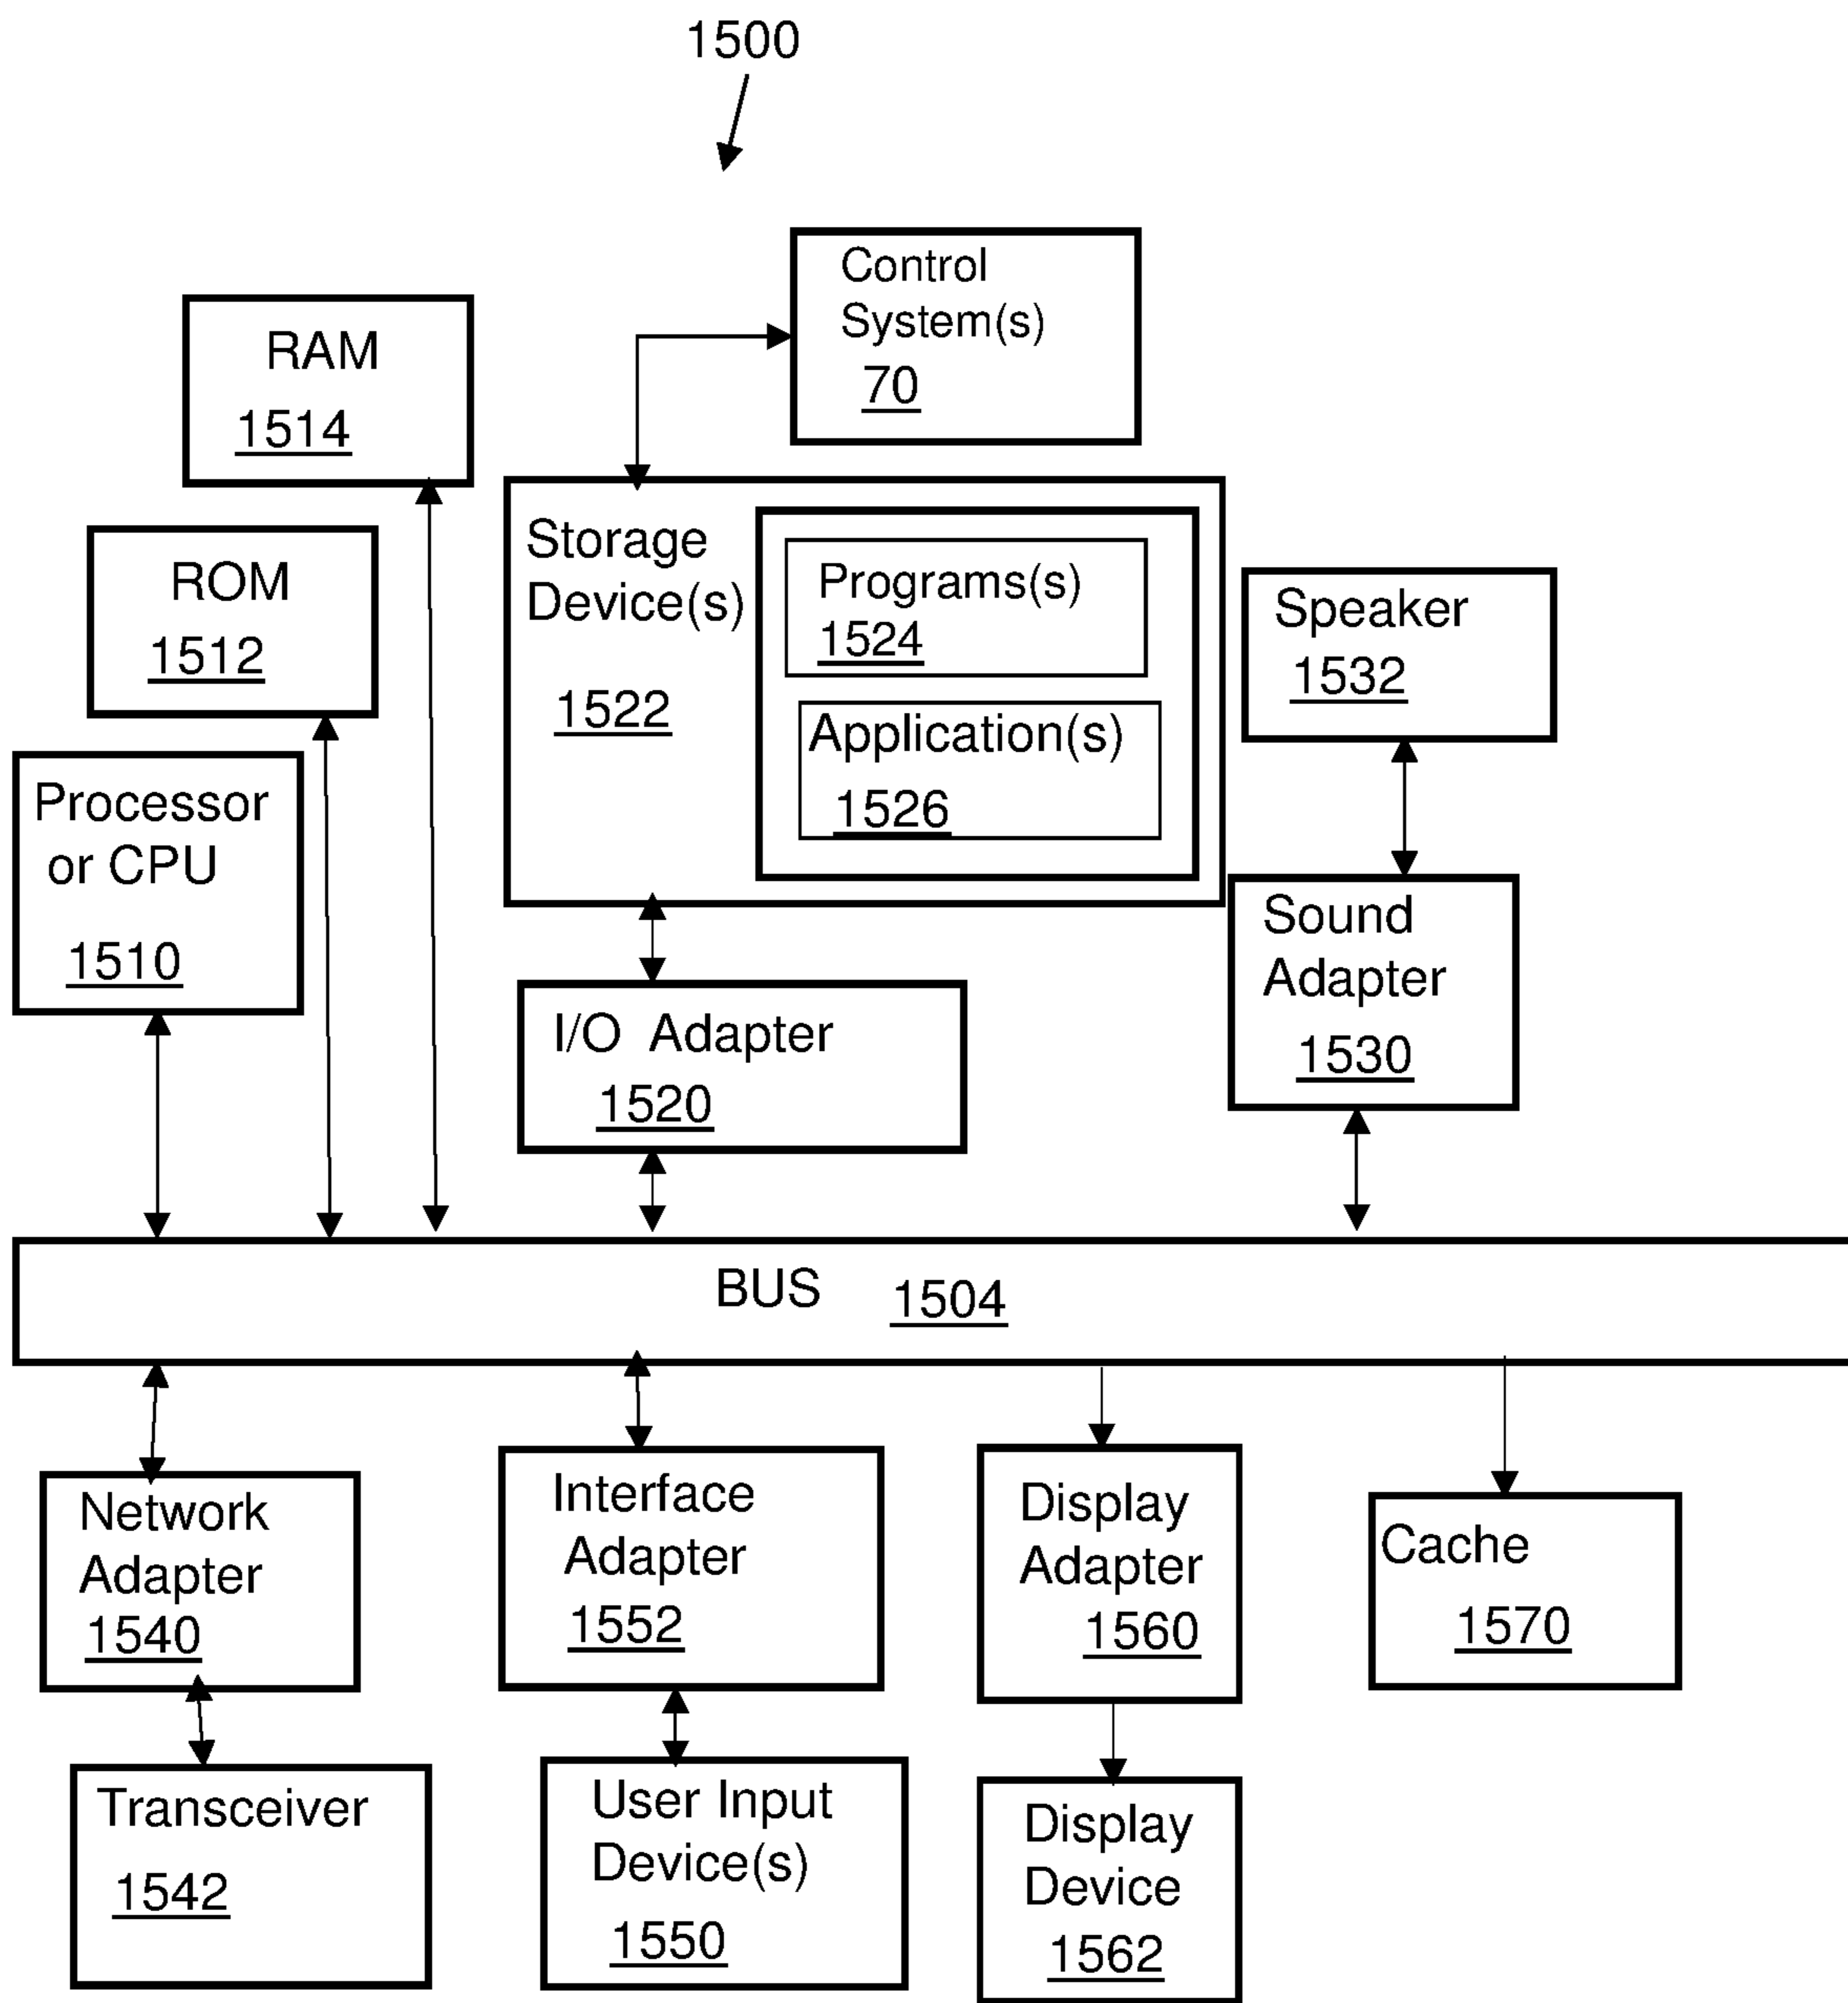 1500
Control
System(s)
70
RAM
1514
Storage
Device(s)
1522
Programs(s)
1524
Application(s)
1526
ROM
1512
Speaker
1532
Processor
or CPU
1510
Sound
Adapter
1530
I/O Adapter
1520
BUS 1504
Network
Adapter
1540
Interface
Adapter
1552
Display
Adapter
1560
Cache
1570
Transceiver
1542
User Input
Device(s)
1550
Display
Device
1562